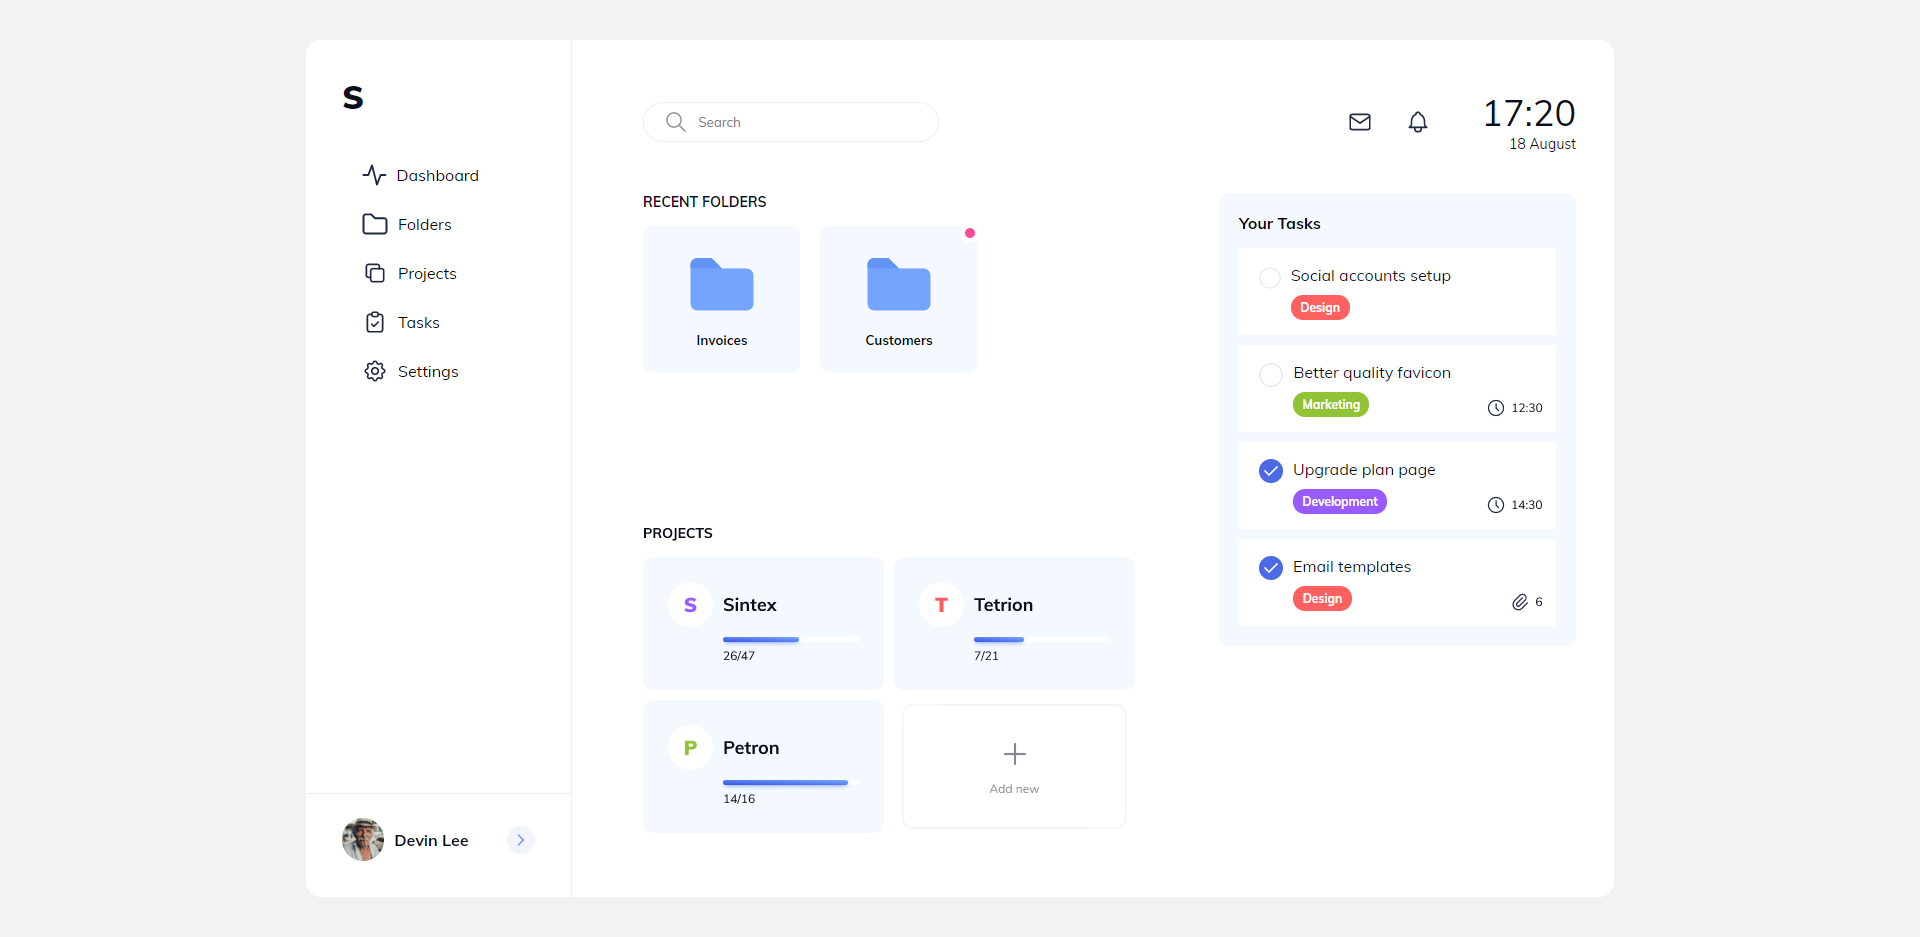 S
Dashboard
Folders
Projects
Tasks
Settings
Devin Lee
Search
17:20
18 August
RECENT FOLDERS
Invoices
Customers
PROJECTS
S Sintex
26/47
T Tetrion
7/21
P Petron
14/16
Add new
Your Tasks
Social accounts setup
Design
Better quality favicon
Marketing 12:30
Upgrade plan page
Development 14:30
Email templates
Design 6